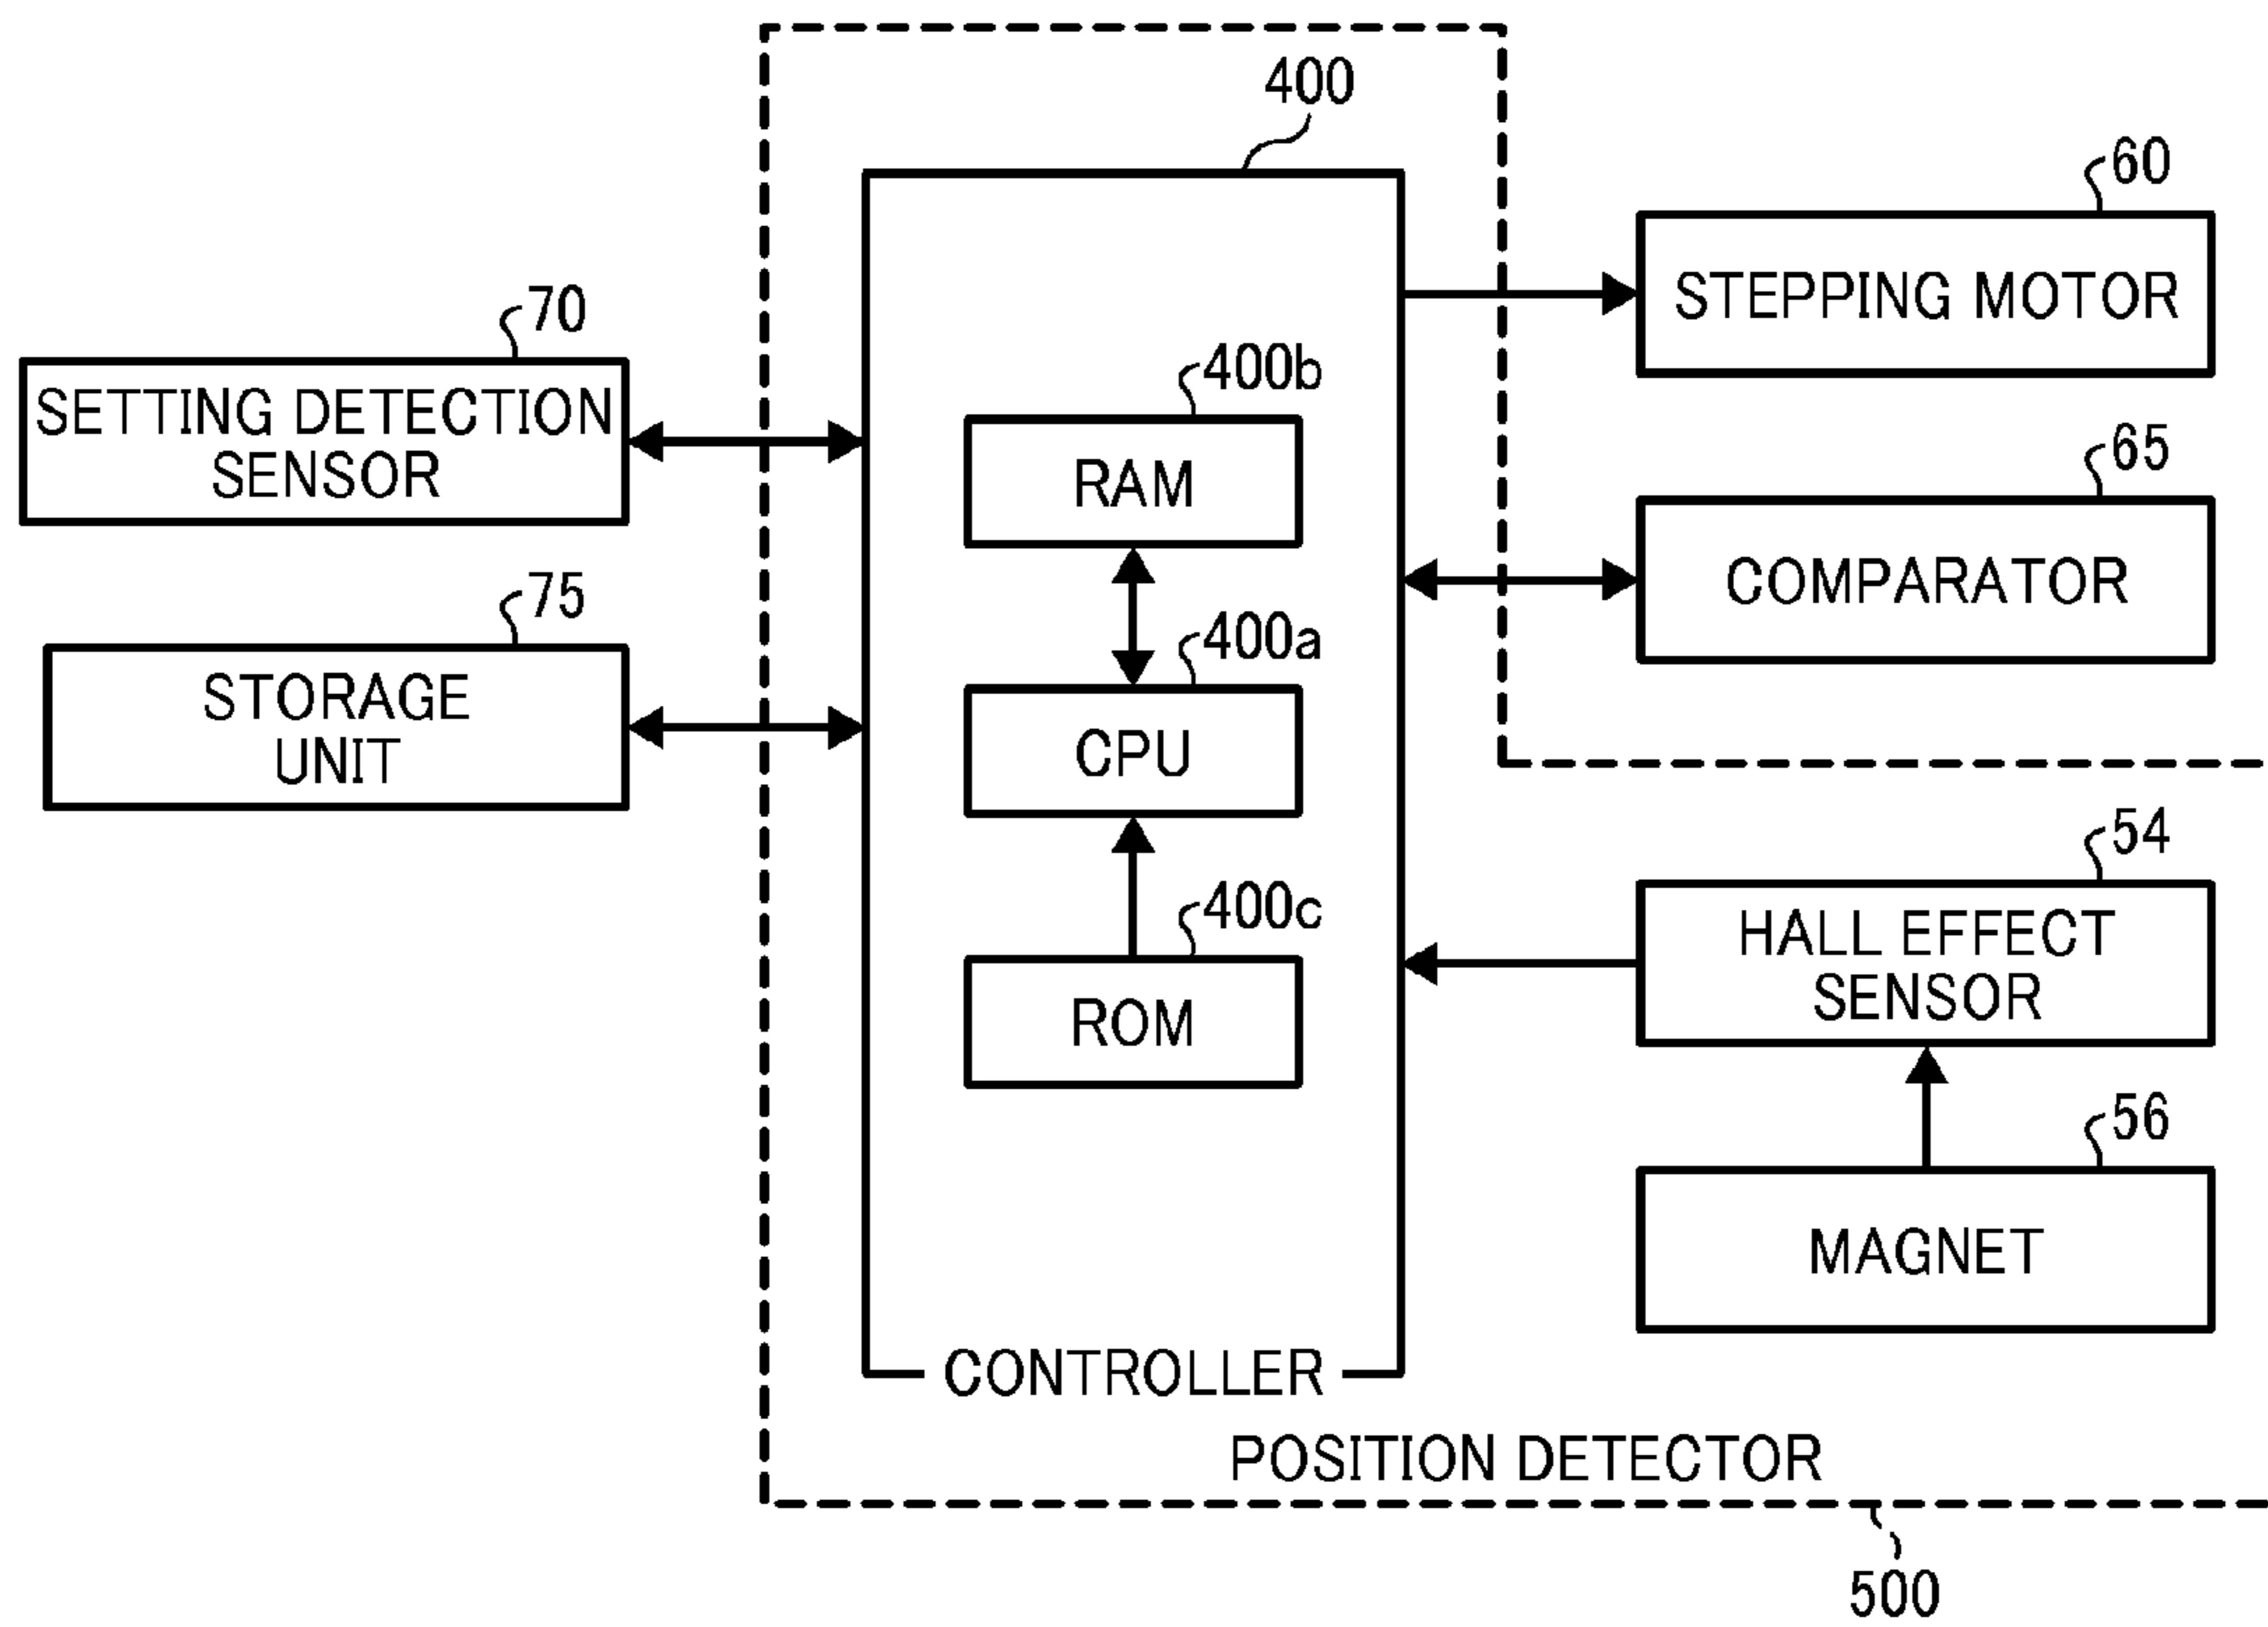 400
60
STEPPING MOTOR
70
SETTING DETECTION
SENSOR
400b
RAM
65
COMPARATOR
75
STORAGE
UNIT
400a
CPU
54
HALL EFFECT
SENSOR
400c
ROM
56
MAGNET
CONTROLLER
POSITION DETECTOR
500